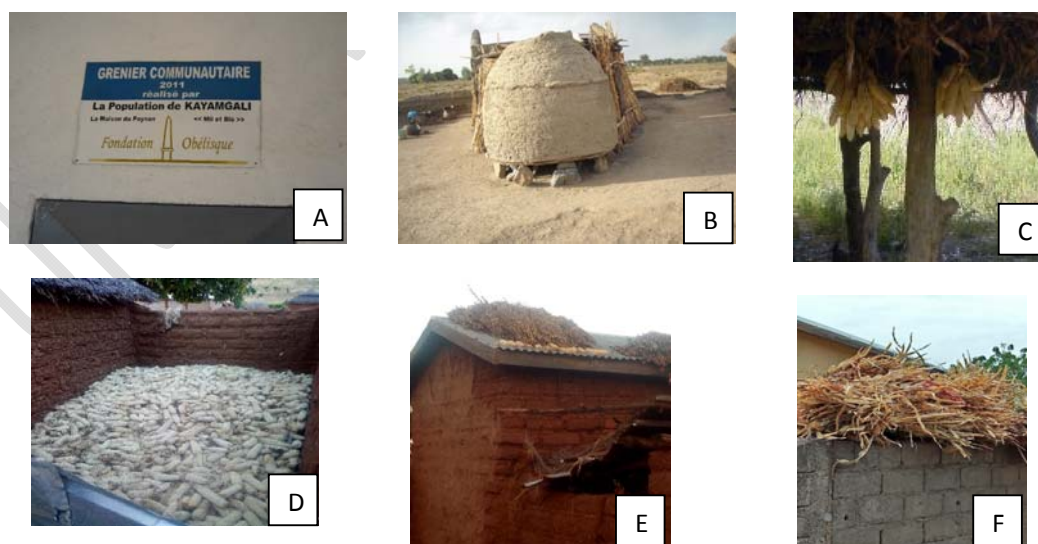 GRENIER COMMUNAUTAIRE
2011
réalisé par
La Population de KAYAMGALI
La Maison du Paysan << Mil et Blé >>
Fondation Obélisque
A
B
C
D
E
F